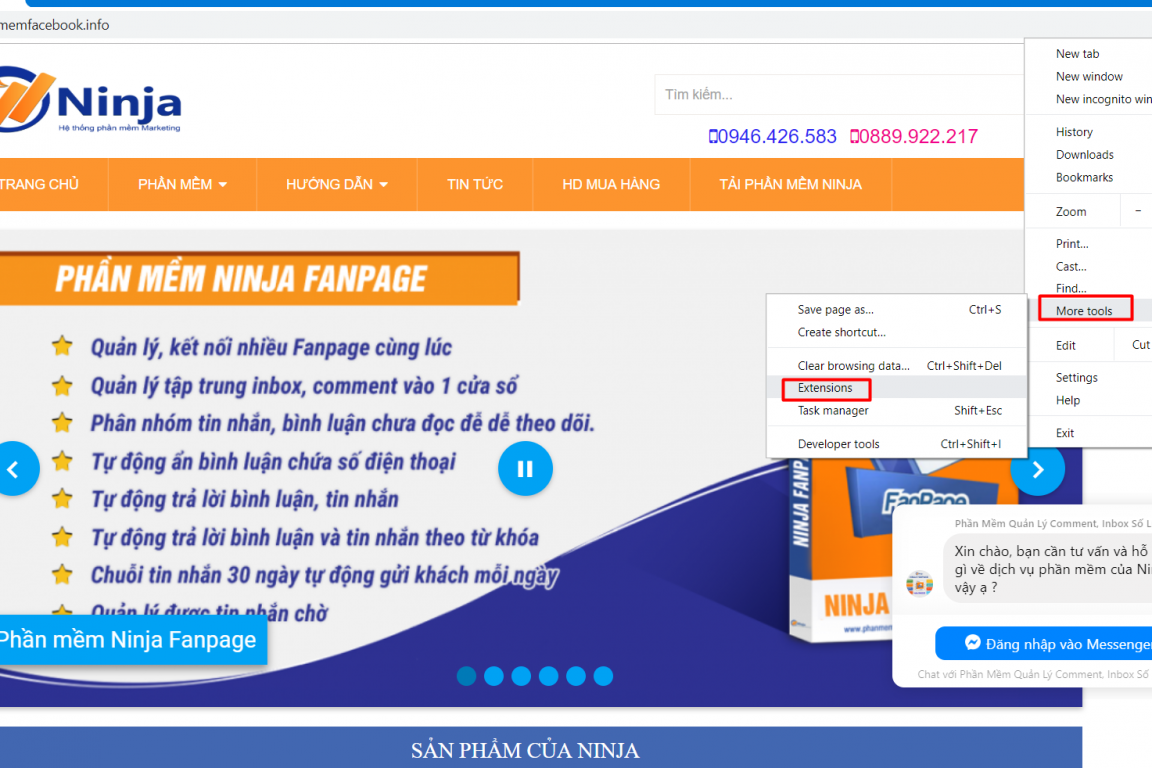 memfacebook.info
Ninja
Hệ thống phần mềm Marketing
Tìm kiếm...
0946.426.583 0889.922.217
TRANG CHỦ PHẦN MỀM HƯỚNG DẪN TIN TỨC HD MUA HÀNG TẢI PHẦN MỀM NINJA
PHẦN MỀM NINJA FANPAGE
Quản lý, kết nối nhiều Fanpage cùng lúc
Quản lý tập trung inbox, comment vào 1 cửa sổ
Phân nhóm tin nhắn, bình luận chưa đọc đễ dễ theo dõi.
Tự động ẩn bình luận chứa số điện thoại
Tự động trả lời bình luận, tin nhắn
Tự động trả lời bình luận và tin nhắn theo từ khóa
Chuỗi tin nhắn 30 ngày tự động gửi khách mỗi ngày
Quản lý được tin nhắn chờ
Phần mềm Ninja Fanpage
New tab
New window
New incognito win
History
Downloads
Bookmarks
Zoom −
Print...
Cast...
Find...
More tools
Edit Cut
Settings
Help
Exit
Save page as... Ctrl+S
Create shortcut...
Clear browsing data... Ctrl+Shift+Del
Extensions
Task manager Shift+Esc
Developer tools Ctrl+Shift+I
NINJA FANP
FanPage
NINJA
www.phanmem
Phần Mềm Quản Lý Comment, Inbox Số L
Xin chào, bạn cần tư vấn và hỗ
gì về dịch vụ phần mềm của Nin
vậy ạ ?
Đăng nhập vào Messenger
Chat với Phần Mềm Quản Lý Comment, Inbox Số
SẢN PHẨM CỦA NINJA